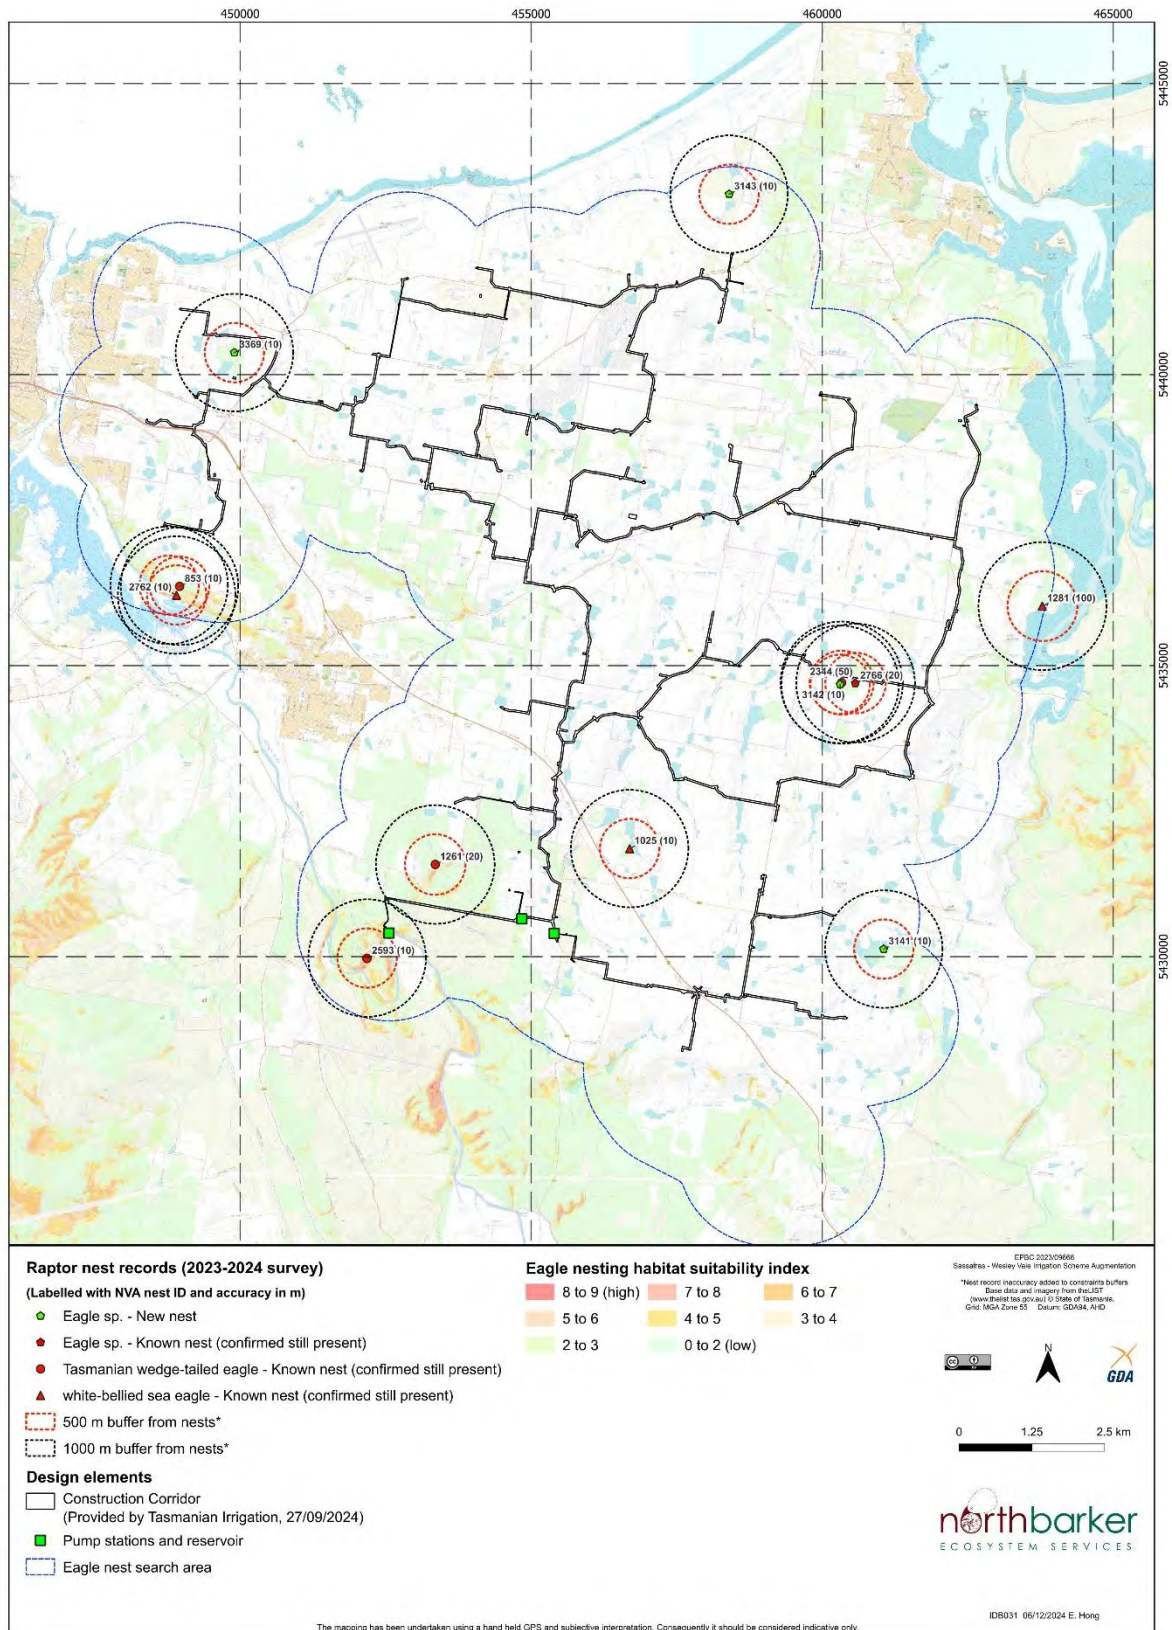 450000
455000
460000
465000
5445000
3143 (10)
3369 (10)
5440000
2762 (10)
853 (10)
1281 (100)
5435000
2344 (50)
2766 (20)
3142 (10)
1261 (20)
1025 (10)
2593 (10)
3141 (10)
5430000
Raptor nest records (2023-2024 survey)
(Labelled with NVA nest ID and accuracy in m)
Eagle sp. - New nest
Eagle sp. - Known nest (confirmed still present)
Tasmanian wedge-tailed eagle - Known nest (confirmed still present)
white-bellied sea eagle - Known nest (confirmed still present)
500 m buffer from nests*
1000 m buffer from nests*
Design elements
Construction Corridor
(Provided by Tasmanian Irrigation, 27/09/2024)
Pump stations and reservoir
Eagle nest search area
Eagle nesting habitat suitability index
8 to 9 (high)
7 to 8
6 to 7
5 to 6
4 to 5
3 to 4
2 to 3
0 to 2 (low)
EPBC 2023/09666
Sassafras - Wesley Vale Irrigation Scheme Augmentation
*Nest record inaccuracy added to constraints buffers
Base data and imagery from theLIST
(www.thelist.tas.gov.au) © State of Tasmania.
Grid: MGA Zone 55 Datum: GDA94, AHD
cc
N
GDA
0 1.25 2.5 km
northbarker
ECOSYSTEM SERVICES
IDB031 06/12/2024 E. Hong
The mapping has been undertaken using a hand held GPS and subjective interpretation. Consequently it should be considered indicative only.